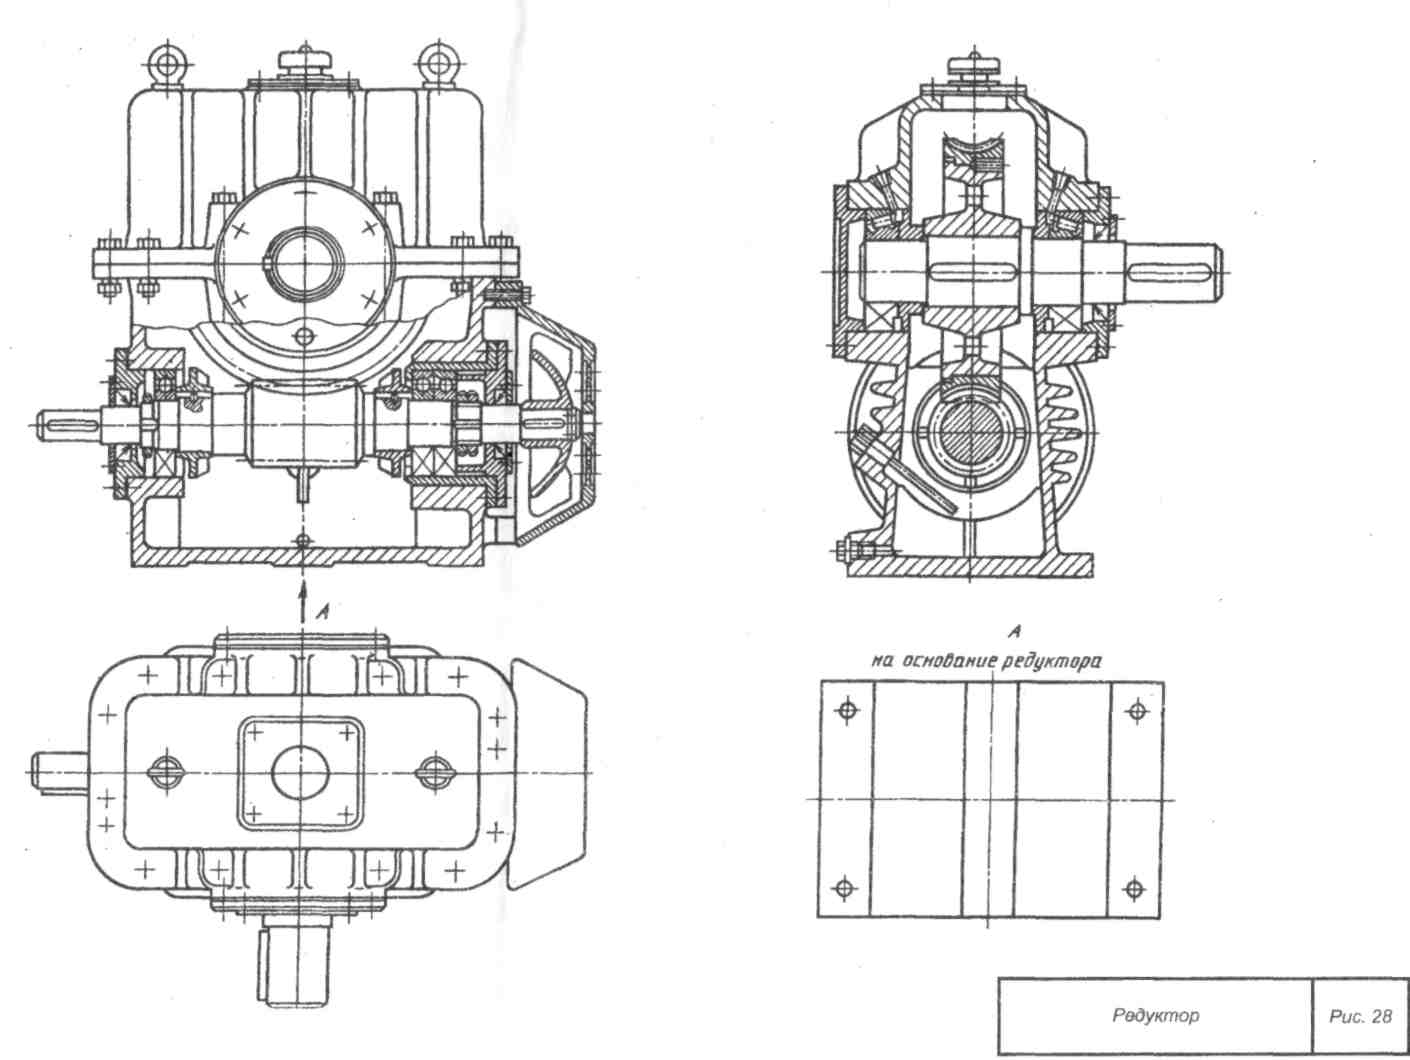 А
А
на основание редуктора
Редуктор
Рис. 28